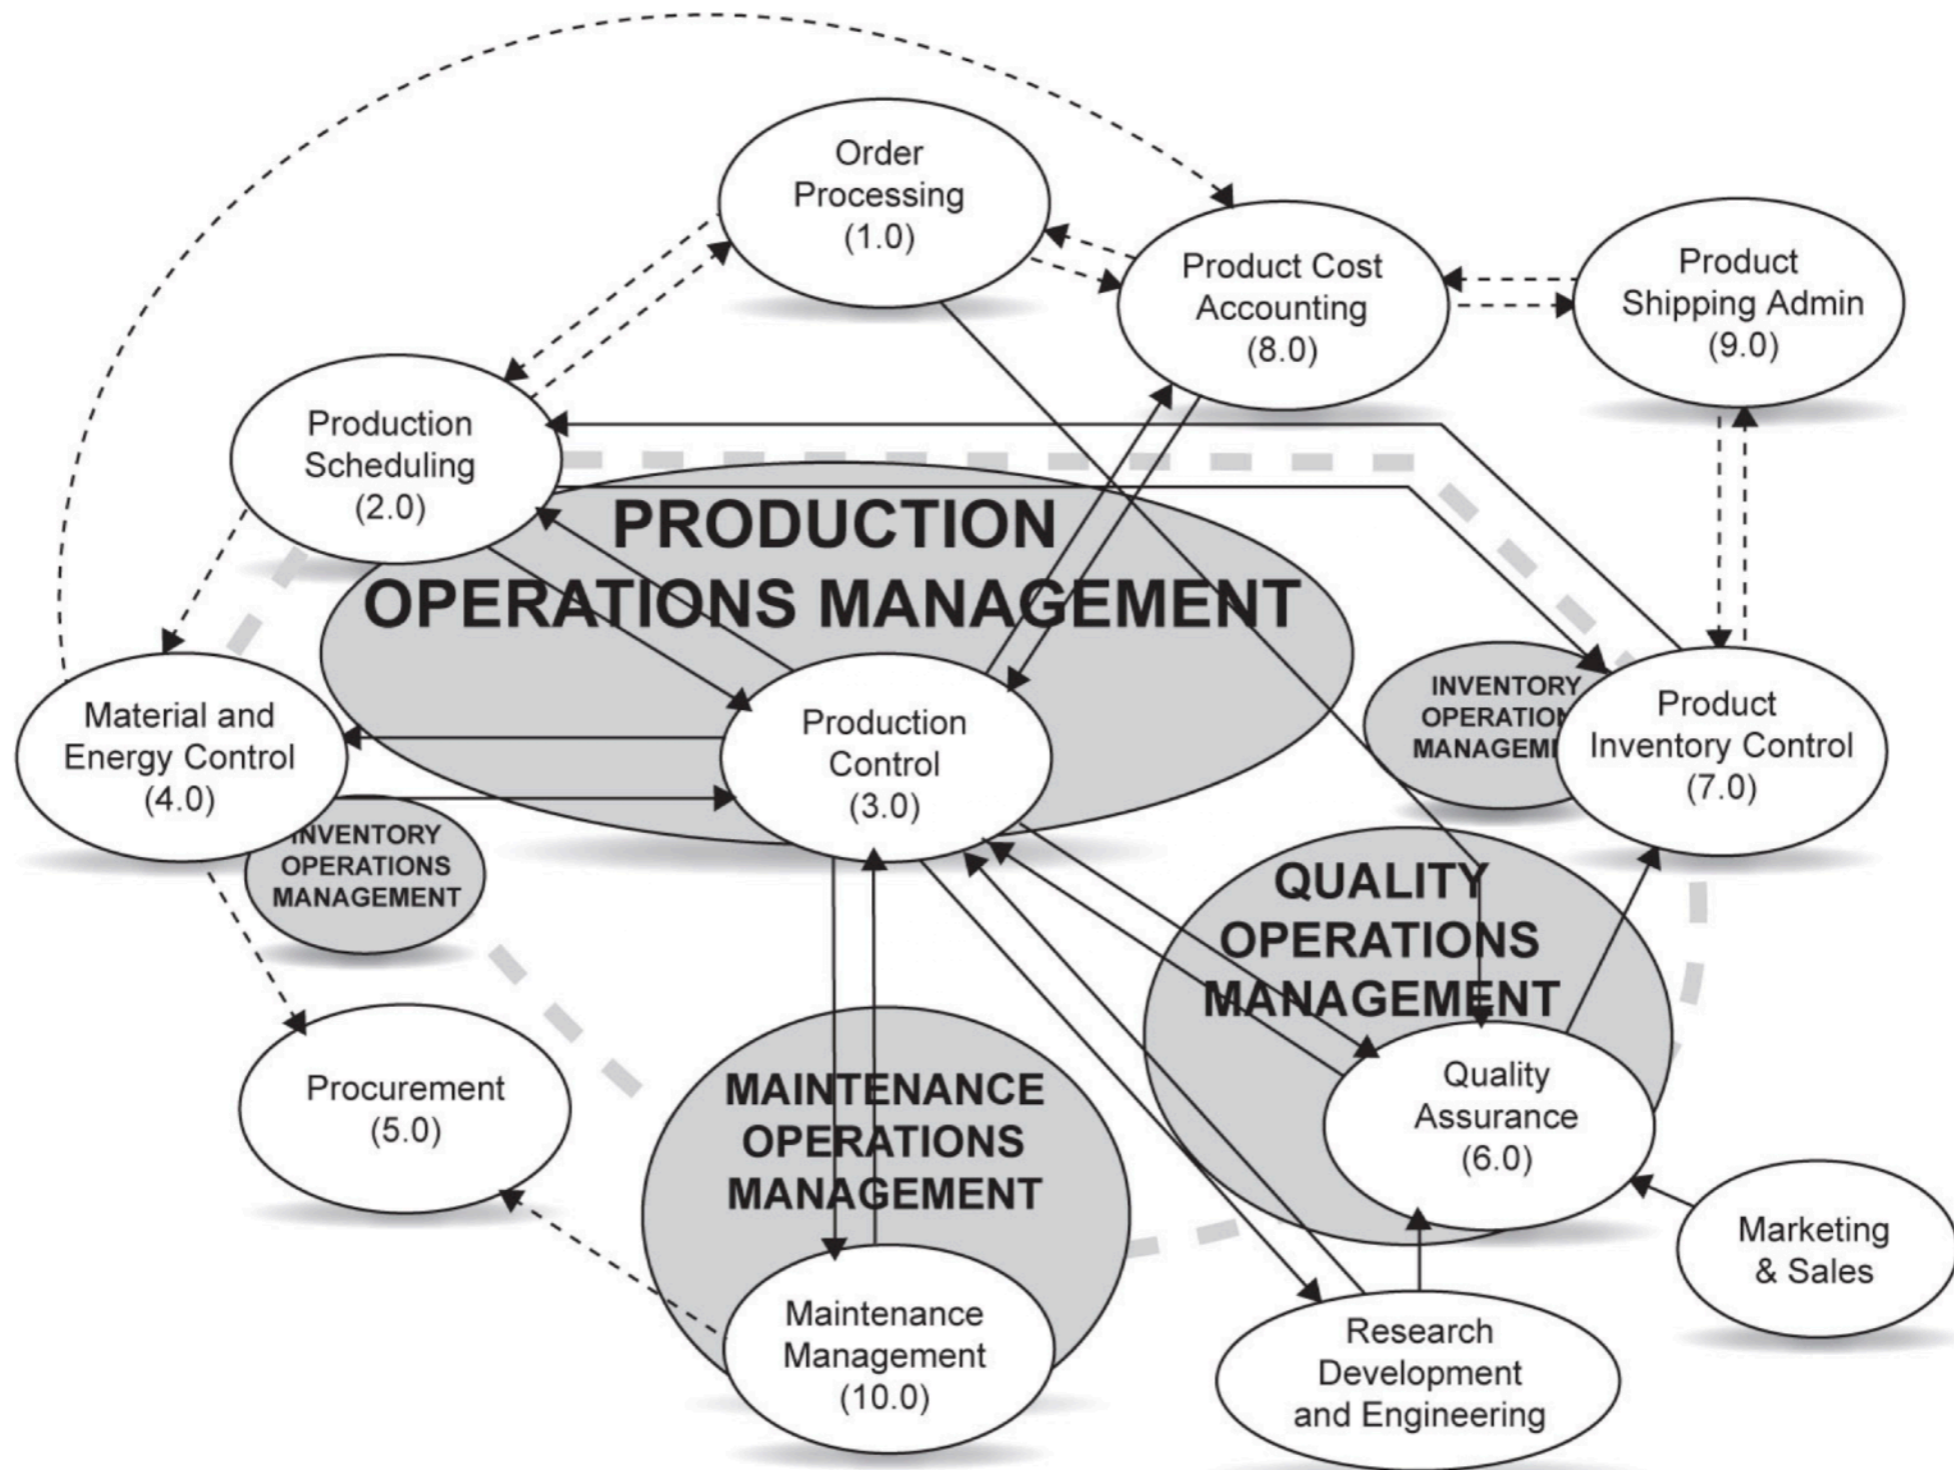 Order
Processing
(1.0)
Product Cost
Accounting
(8.0)
Product
Shipping Admin
(9.0)
Production
Scheduling
(2.0)
PRODUCTION
OPERATIONS MANAGEMENT
Material and
Energy Control
(4.0)
Production
Control
(3.0)
INVENTORY
OPERATION
MANAGEM
Product
Inventory Control
(7.0)
INVENTORY
OPERATIONS
MANAGEMENT
QUALITY
OPERATIONS
MANAGEMENT
Procurement
(5.0)
MAINTENANCE
OPERATIONS
MANAGEMENT
Quality
Assurance
(6.0)
Marketing
& Sales
Maintenance
Management
(10.0)
Research
Development
and Engineering